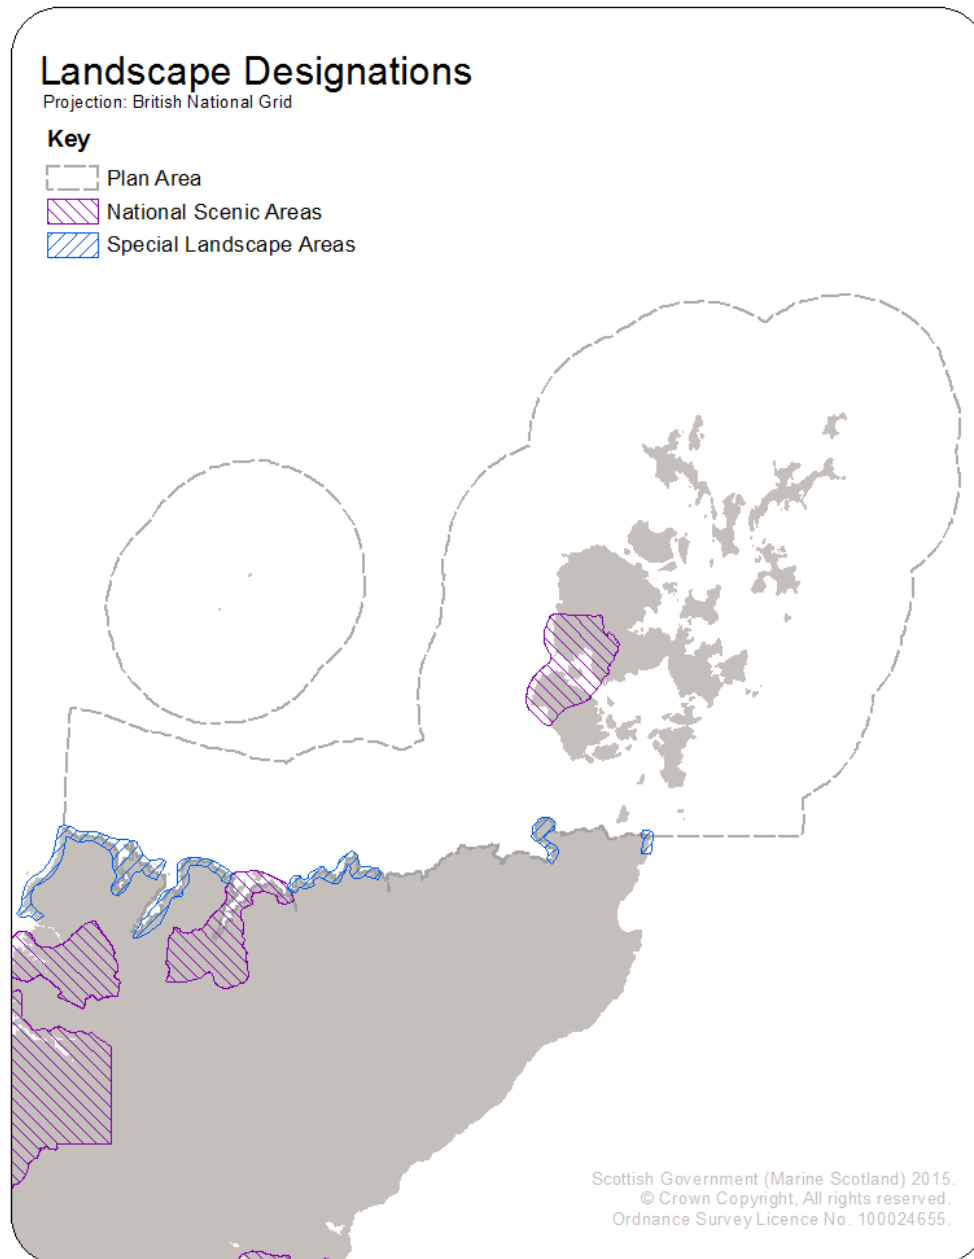 Landscape Designations
Projection: British National Grid
Key
Plan Area
National Scenic Areas
Special Landscape Areas
Scottish Government (Marine Scotland) 2015.
© Crown Copyright, All rights reserved.
Ordnance Survey Licence No. 100024655.